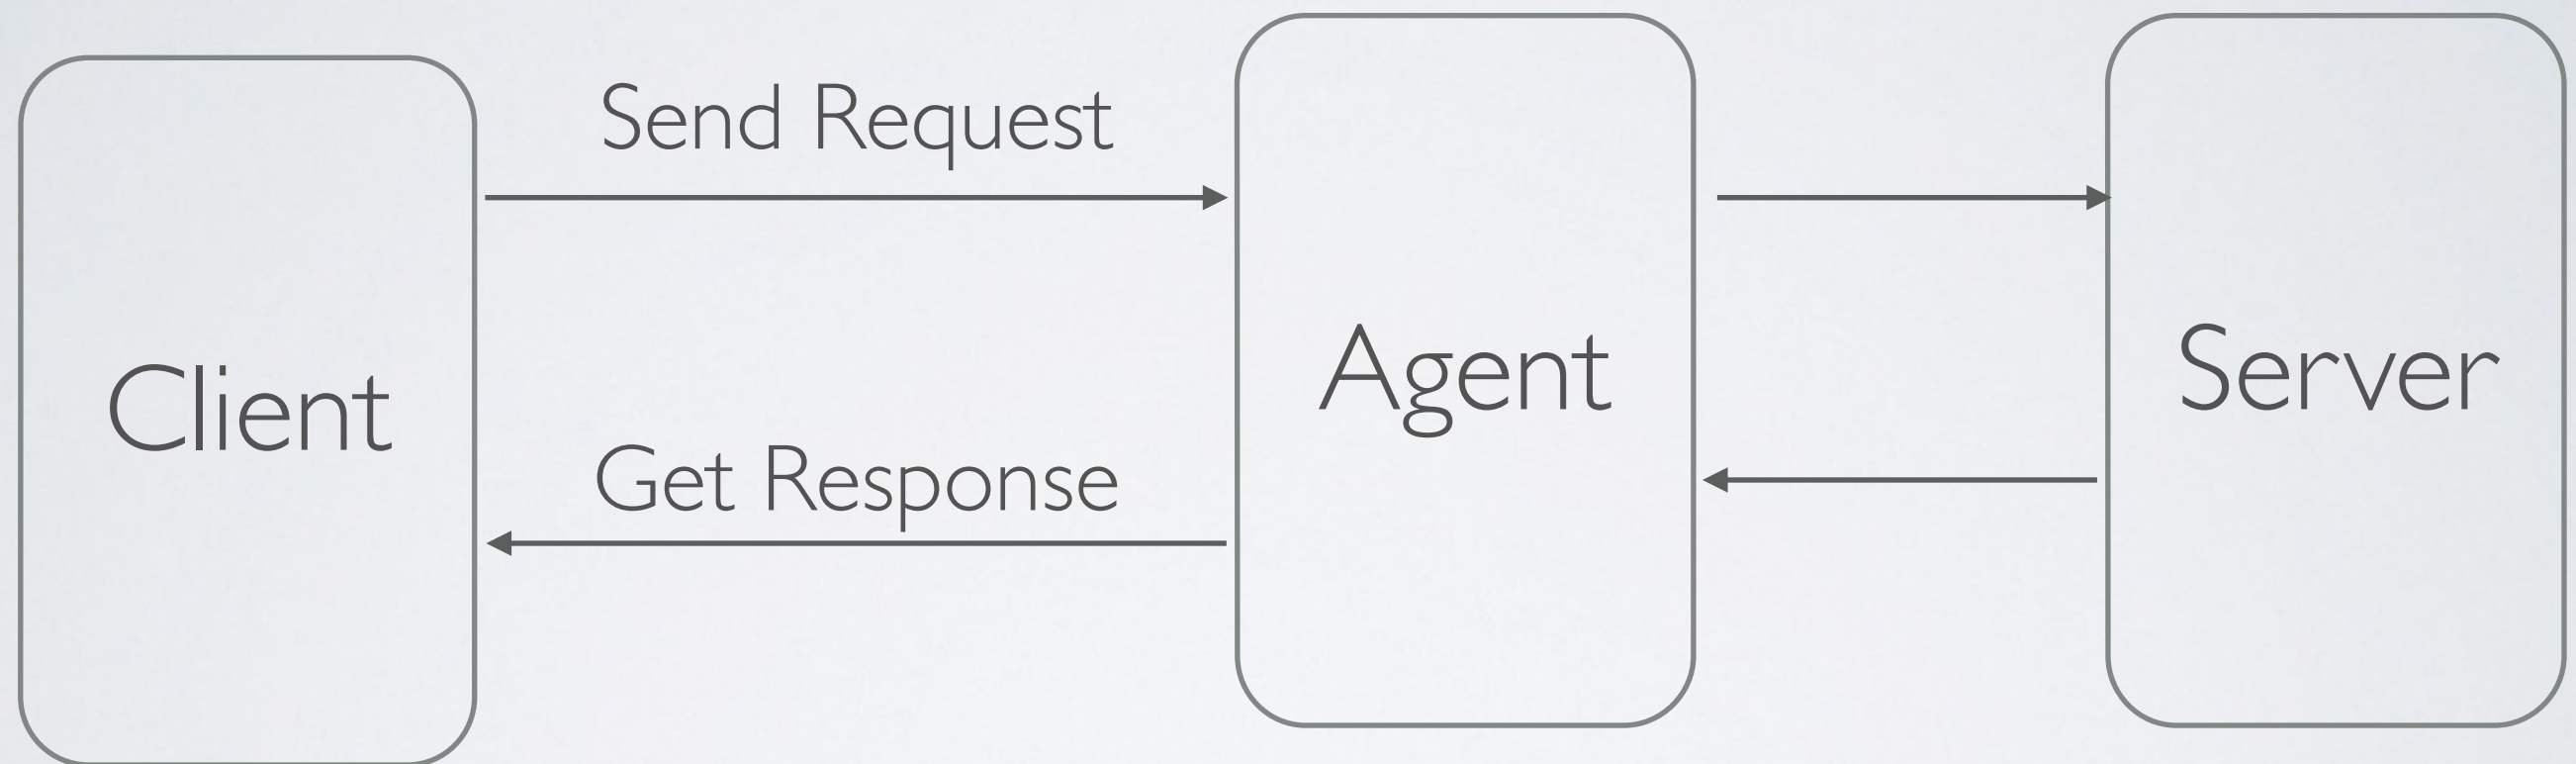 Send Request
Client
Get Response
Agent
Server